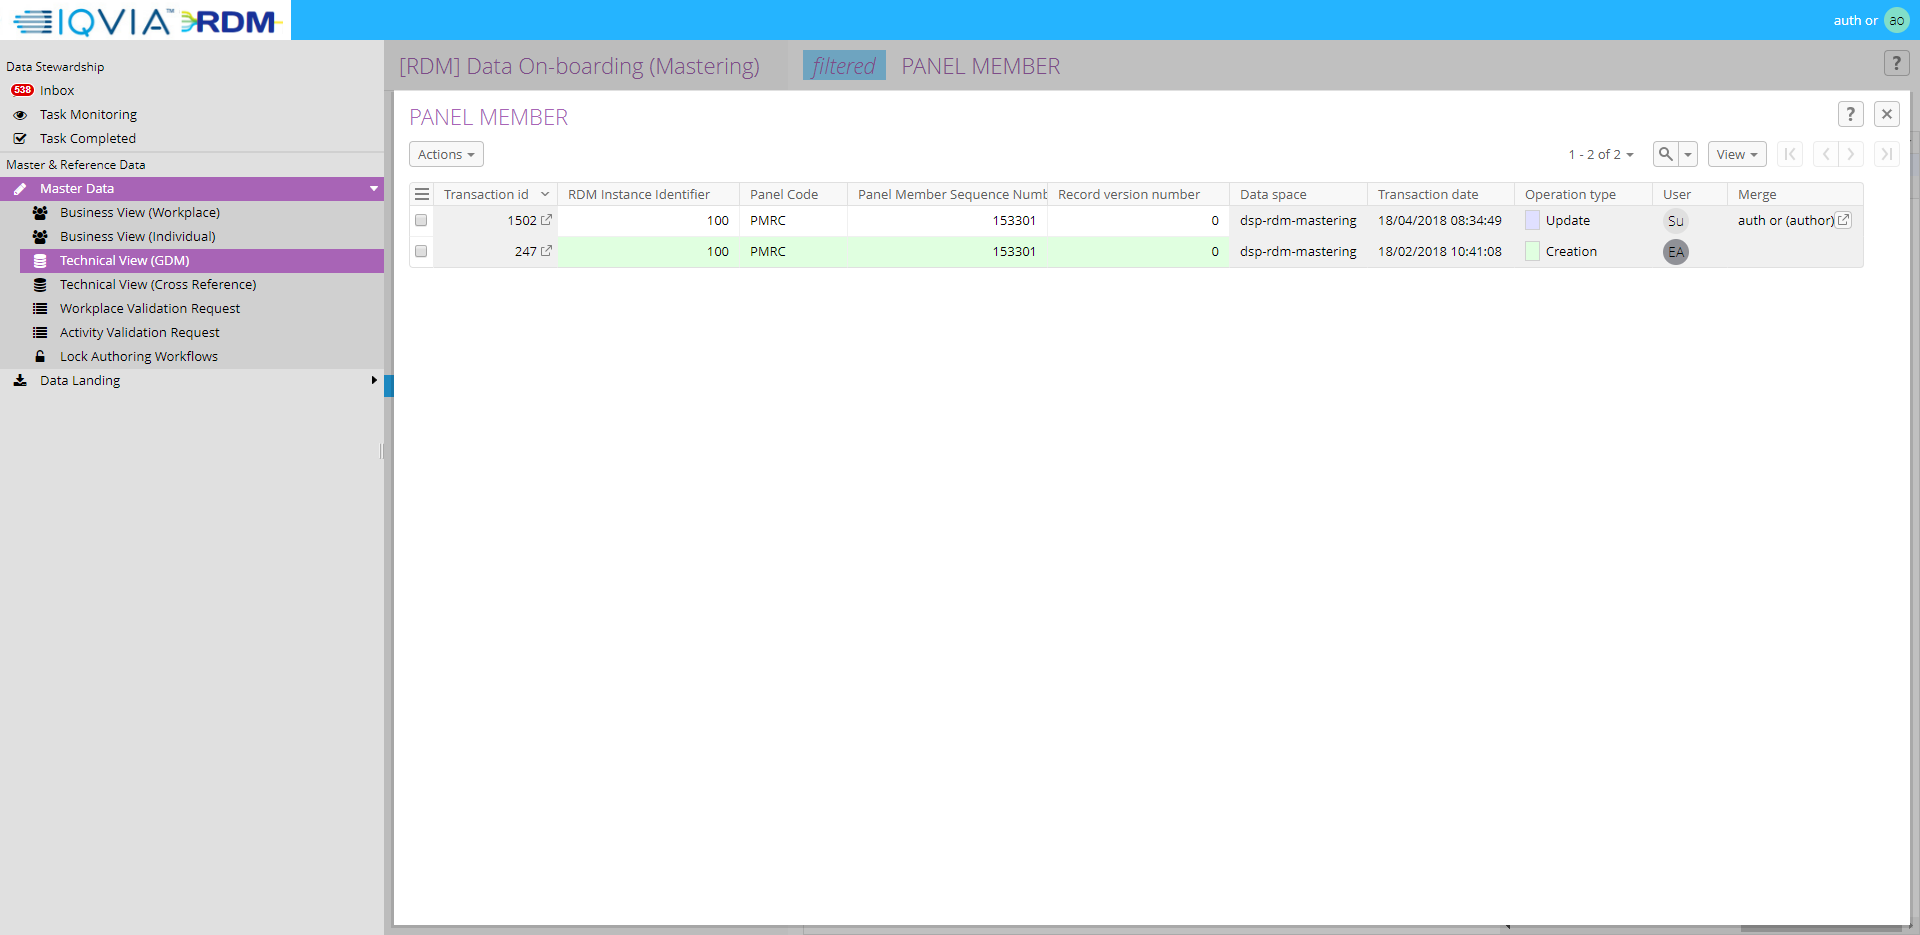 IQVIA™ RDM
auth or ao
Data Stewardship
538 Inbox
Task Monitoring
Task Completed
Master & Reference Data
Master Data
Business View (Workplace)
Business View (Individual)
Technical View (GDM)
Technical View (Cross Reference)
Workplace Validation Request
Activity Validation Request
Lock Authoring Workflows
Data Landing
[RDM] Data On-boarding (Mastering) filtered PANEL MEMBER ?
PANEL MEMBER ?
Actions 1 - 2 of 2 View
Transaction id RDM Instance Identifier Panel Code Panel Member Sequence Numb Record version number Data space Transaction date Operation type User Merge
1502 100 PMRC 153301 0 dsp-rdm-mastering 18/04/2018 08:34:49 Update Su auth or (author)
247 100 PMRC 153301 0 dsp-rdm-mastering 18/02/2018 10:41:08 Creation EA